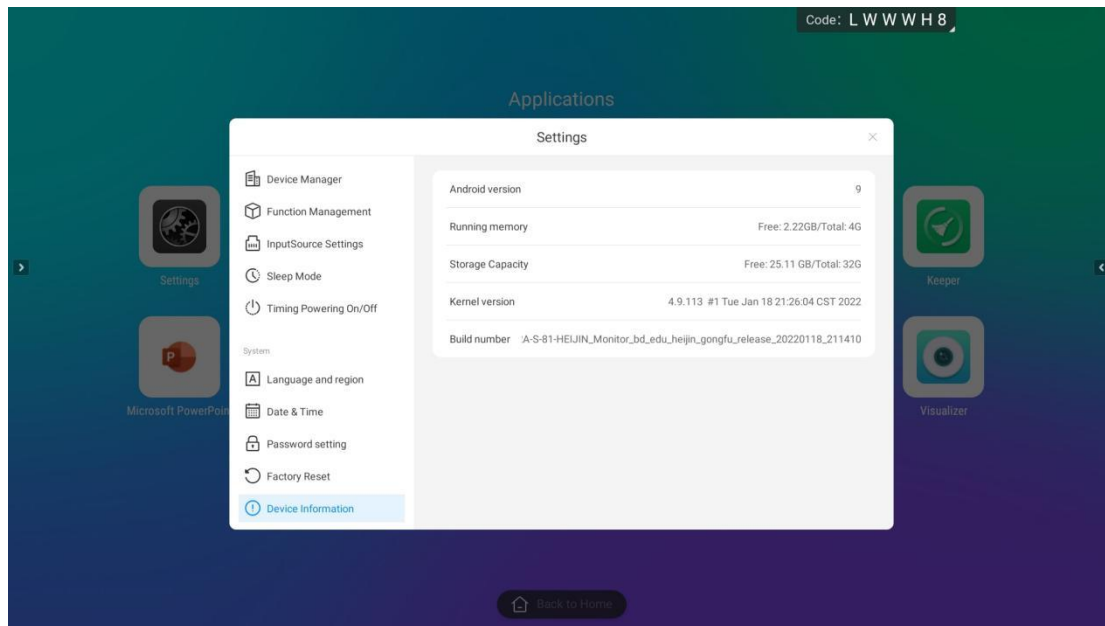 Code: L W W W H 8
Applications
Settings
Device Manager
Function Management
InputSource Settings
Sleep Mode
Timing Powering On/Off
System
Language and region
Date & Time
Password setting
Factory Reset
Device Information
Android version 9
Running memory Free: 2.22GB/Total: 4G
Storage Capacity Free: 25.11 GB/Total: 32G
Kernel version 4.9.113 #1 Tue Jan 18 21:26:04 CST 2022
Build number :A-S-81-HEIJIN_Monitor_bd_edu_heijin_gongfu_release_20220118_211410
Settings
Keeper
P
Microsoft PowerPoin
Visualizer
Back to Home